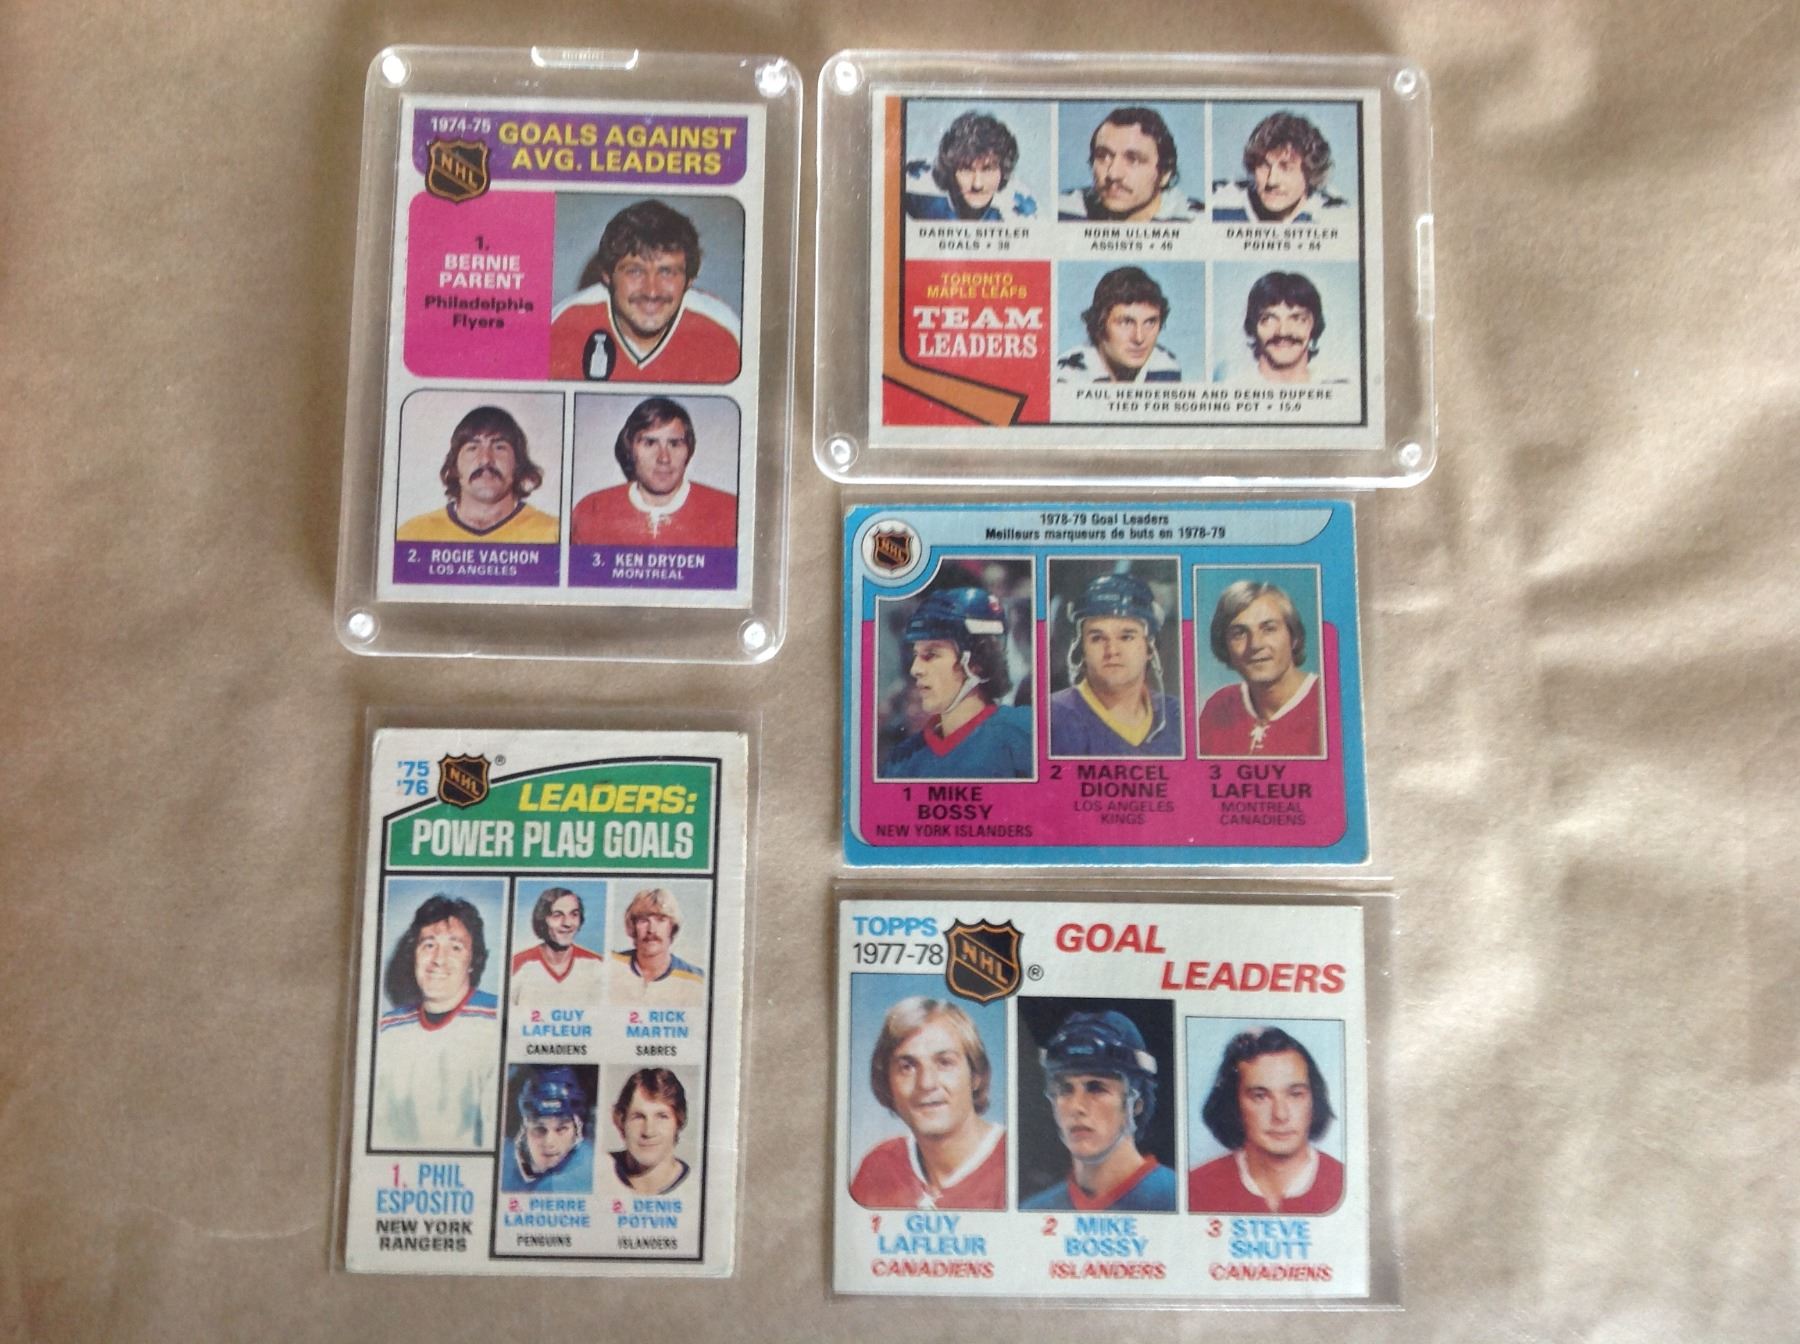 1974-75
GOALS AGAINST
AVG. LEADERS
NHL
1.
BERNIE
PARENT
Philadelphia
Flyers
2. ROGIE VACHON
LOS ANGELES
3. KEN DRYDEN
MONTREAL
DARRYL SITTLER
GOALS • 38
NORM ULLMAN
ASSISTS • 46
DARRYL SITTLER
POINTS • 84
TORONTO
MAPLE LEAFS
TEAM
LEADERS
PAUL HENDERSON AND DENIS DUPERE
TIED FOR SCORING PCT • 15.0
1978-79 Goal Leaders
Meilleurs marqueurs de buts en 1978-79
NHL
1 MIKE
BOSSY
NEW YORK ISLANDERS
2 MARCEL
DIONNE
LOS ANGELES
KINGS
3 GUY
LAFLEUR
MONTREAL
CANADIENS
'75
'76
NHL
®
LEADERS:
POWER PLAY GOALS
1. PHIL
ESPOSITO
NEW YORK
RANGERS
2. GUY
LAFLEUR
CANADIENS
2. RICK
MARTIN
SABRES
2. PIERRE
LAROUCHE
PENGUINS
2. DENIS
POTVIN
ISLANDERS
TOPPS
1977-78
NHL
®
GOAL
LEADERS
1 GUY
LAFLEUR
CANADIENS
2 MIKE
BOSSY
ISLANDERS
3 STEVE
SHUTT
CANADIENS